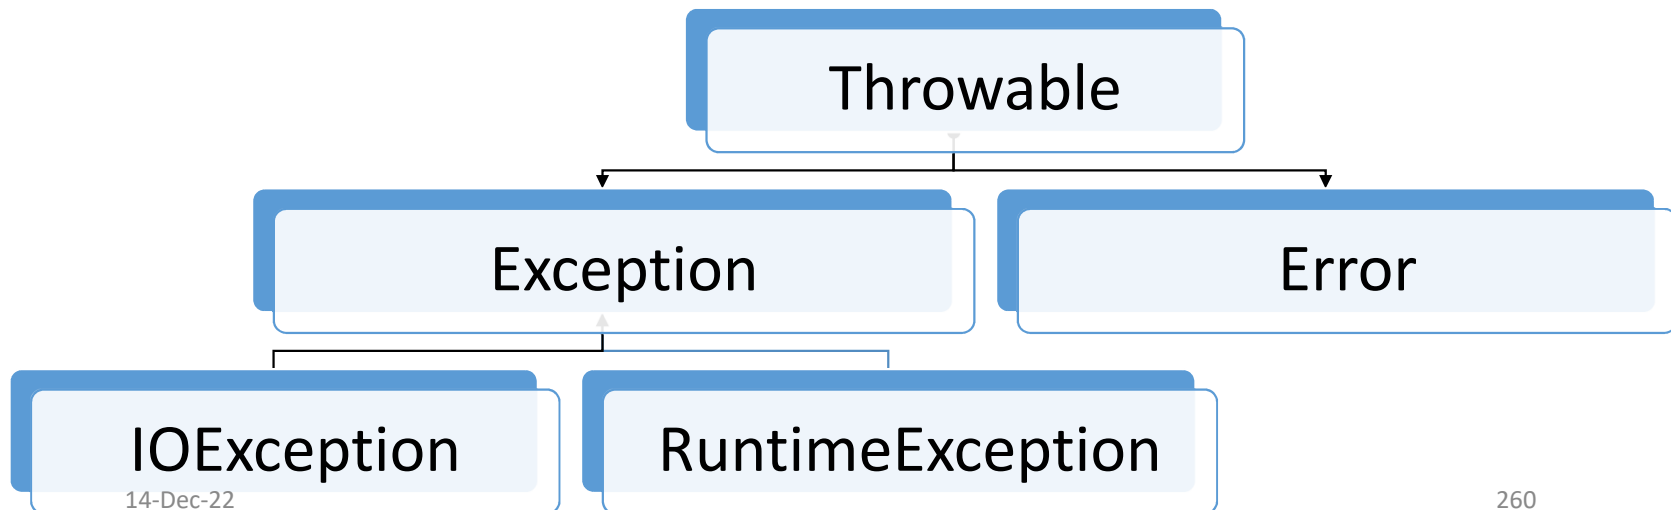 Throwable
Exception
Error
IOException
RuntimeException
14-Dec-22
260